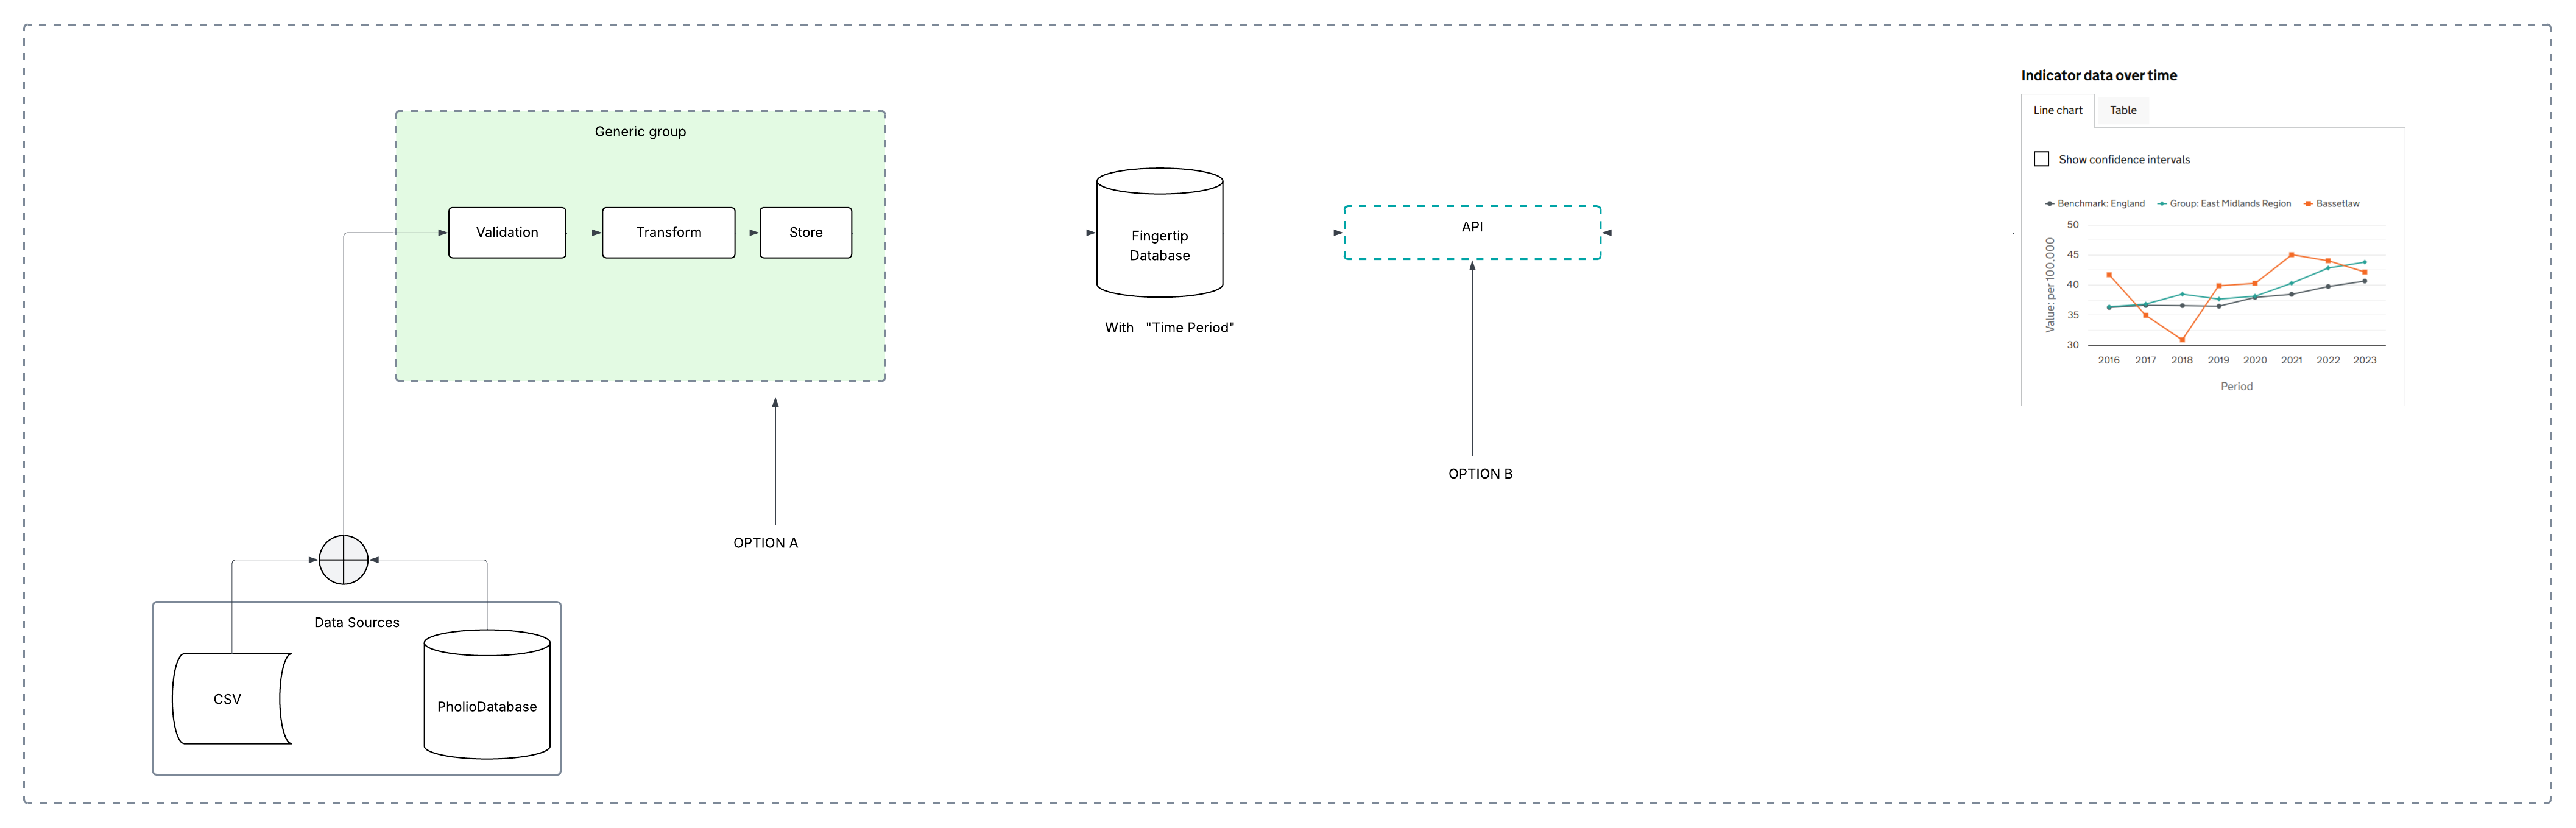 Generic group
Validation
Transform
Store
Fingertip
Database
With "Time Period"
API
OPTION A
OPTION B
Data Sources
CSV
PholioDatabase
Indicator data over time
Line chart
Table
Show confidence intervals
Benchmark: England
Group: East Midlands Region
Bassetlaw
Value: per 100,000
50
45
40
35
30
2016 2017 2018 2019 2020 2021 2022 2023
Period